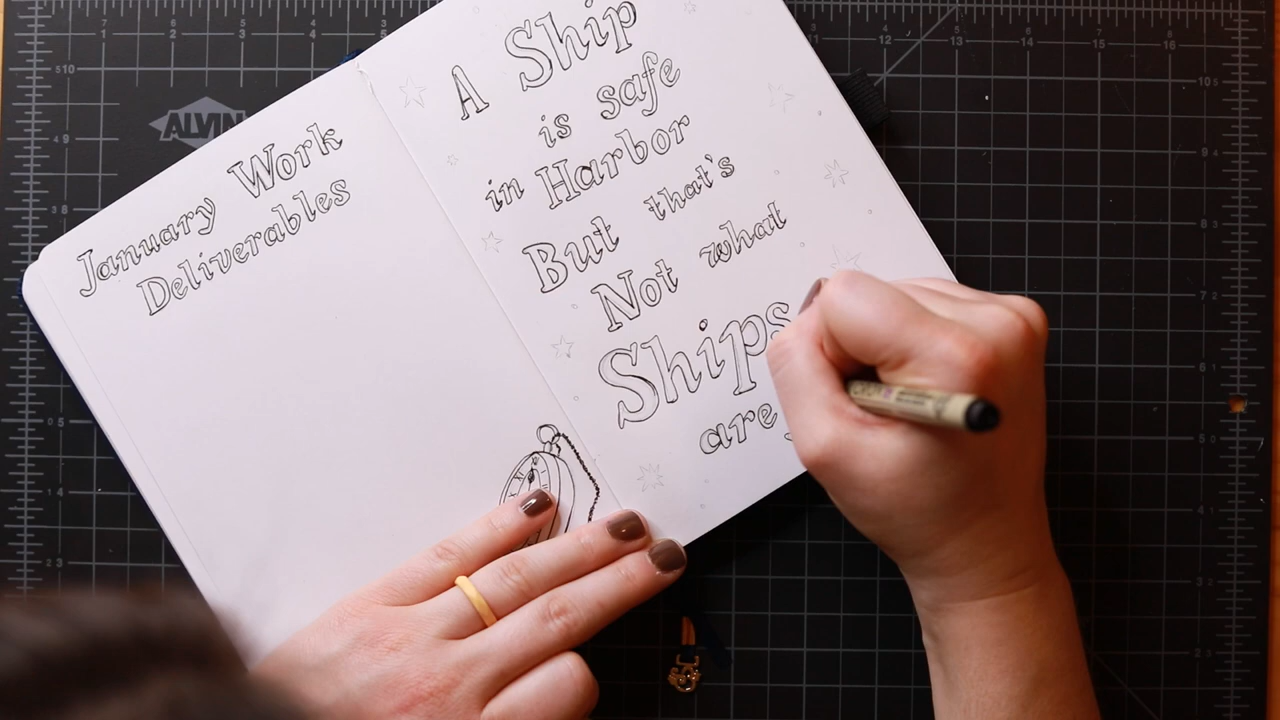 January Work
Deliverables
A Ship
is safe
in Harbor
But that's
Not what
Ships
are
ALVIN